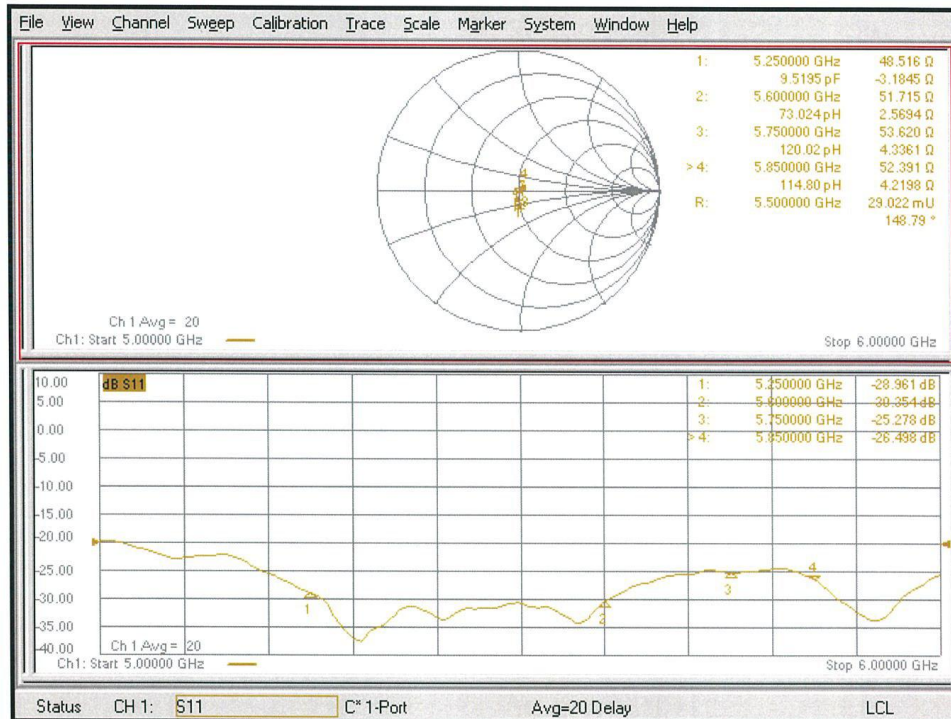 File View Channel Sweep Calibration Trace Scale Marker System Window Help
1: 5.250000 GHz 48.516 Ω
9.5195 pF -3.1845 Ω
2: 5.600000 GHz 51.715 Ω
73.024 pH 2.5694 Ω
3: 5.750000 GHz 53.620 Ω
120.02 pH 4.3361 Ω
> 4: 5.850000 GHz 52.391 Ω
114.80 pH 4.2198 Ω
R: 5.500000 GHz 29.022 mU
148.79 °
4
Ch 1 Avg = 20
Ch1: Start 5.00000 GHz
Stop 6.00000 GHz
10.00 dB S11
1: 5.250000 GHz -28.961 dB
5.00
2: 5.600000 GHz -30.354 dB
3: 5.750000 GHz -25.278 dB
0.00
> 4: 5.850000 GHz -26.498 dB
-5.00
-10.00
-15.00
-20.00
-25.00
-30.00
-35.00
-40.00
1
2
3
4
Ch 1 Avg = 20
Ch1: Start 5.00000 GHz
Stop 6.00000 GHz
Status CH 1: S11 C* 1-Port Avg=20 Delay LCL